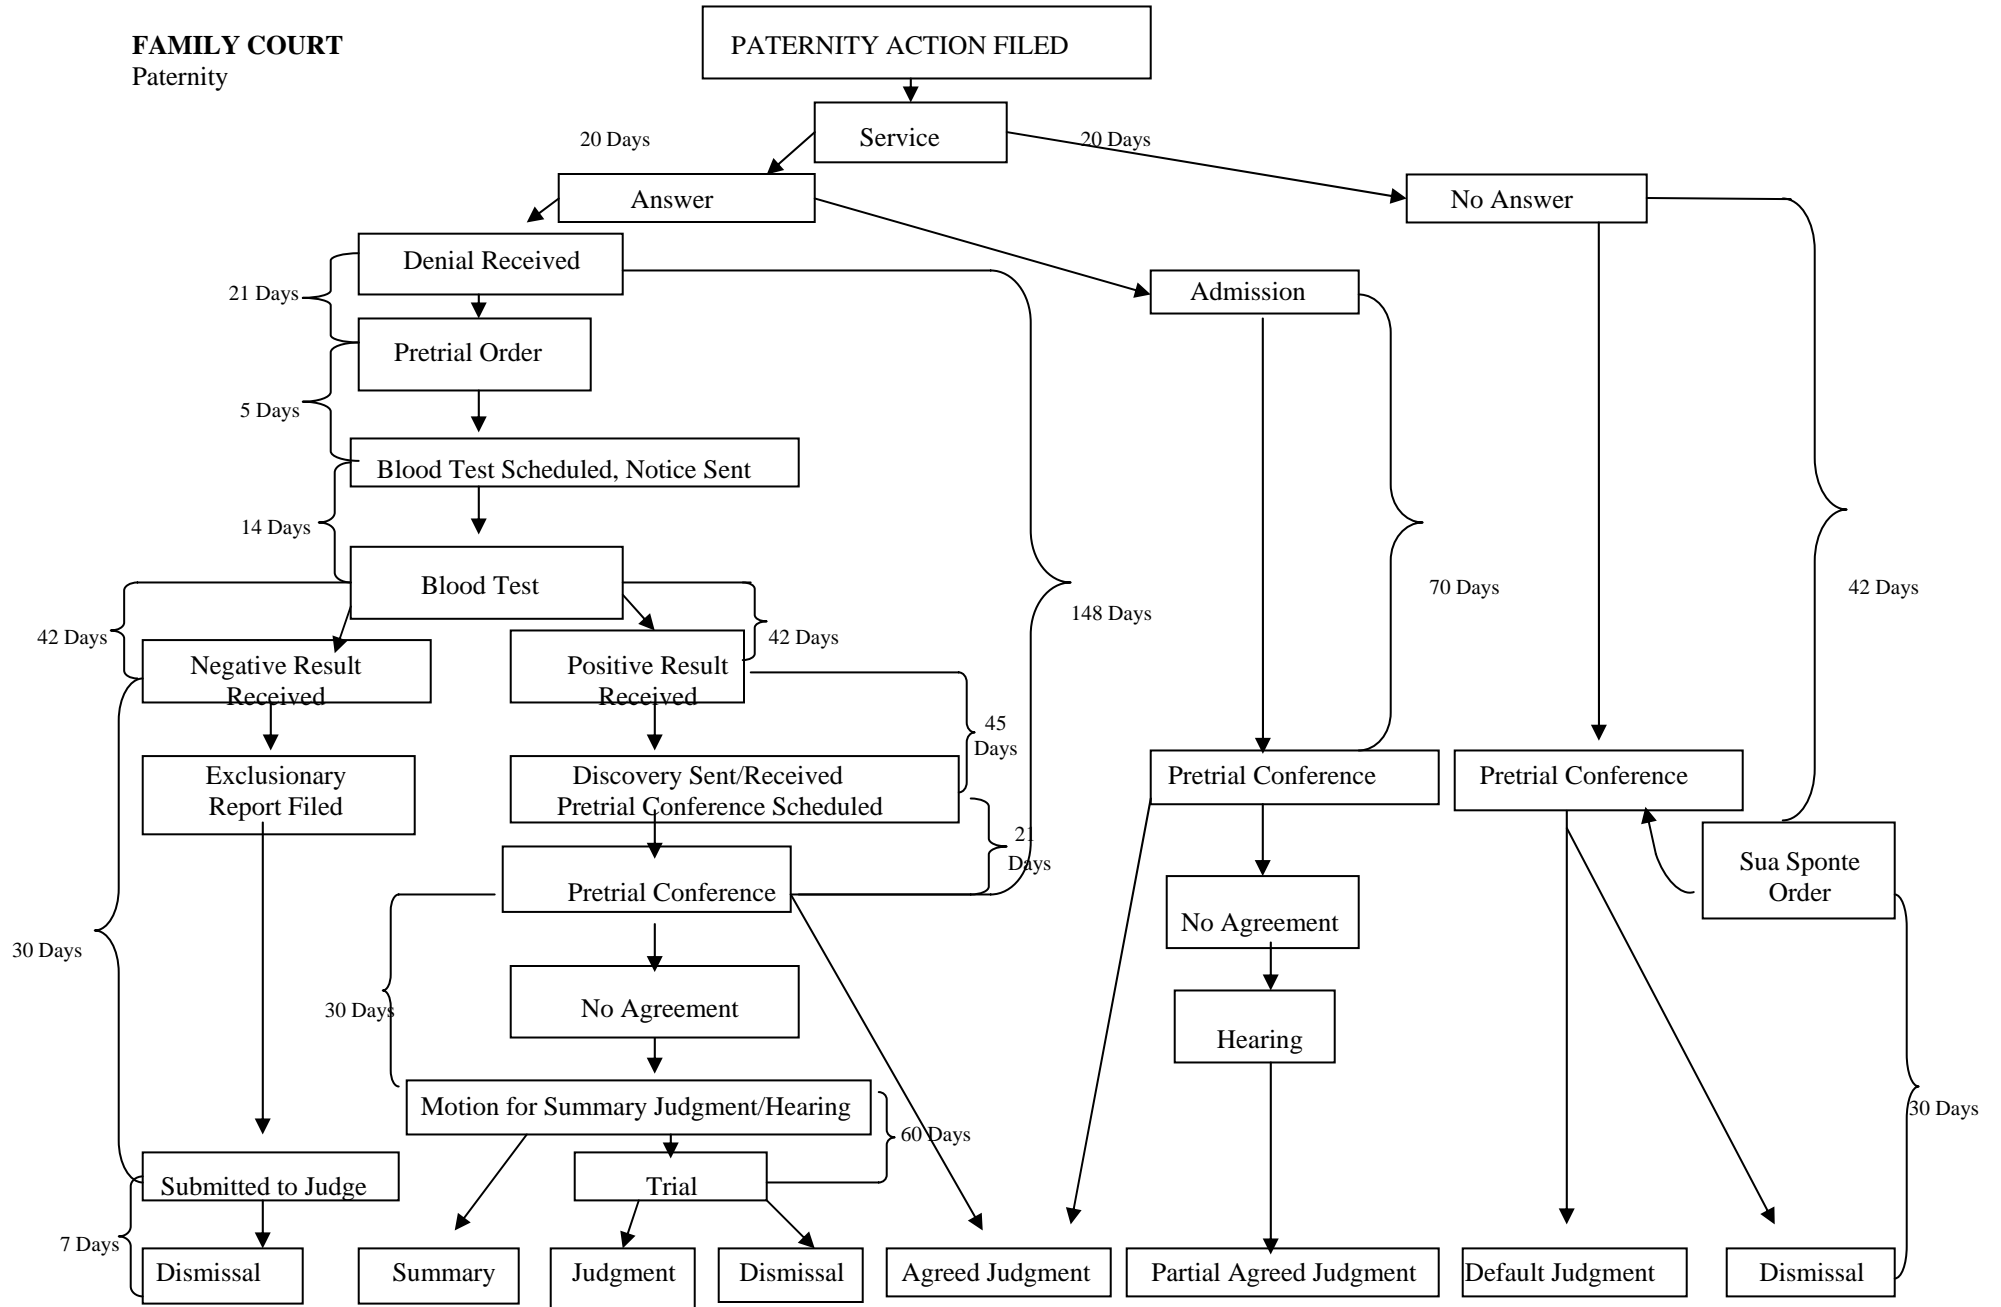 FAMILY COURT
Paternity
PATERNITY ACTION FILED
Service
20 Days
20 Days
Answer
No Answer
Denial Received
21 Days
Admission
Pretrial Order
5 Days
Blood Test Scheduled, Notice Sent
14 Days
Blood Test
148 Days
70 Days
42 Days
42 Days
42 Days
Negative Result
Received
Positive Result
Received
45
Days
Exclusionary
Report Filed
Discovery Sent/Received
Pretrial Conference Scheduled
Pretrial Conference
Pretrial Conference
21
Days
Sua Sponte
Order
Pretrial Conference
No Agreement
30 Days
30 Days
No Agreement
Hearing
Motion for Summary Judgment/Hearing
60 Days
30 Days
Submitted to Judge
Trial
7 Days
Dismissal
Summary
Judgment
Dismissal
Agreed Judgment
Partial Agreed Judgment
Default Judgment
Dismissal